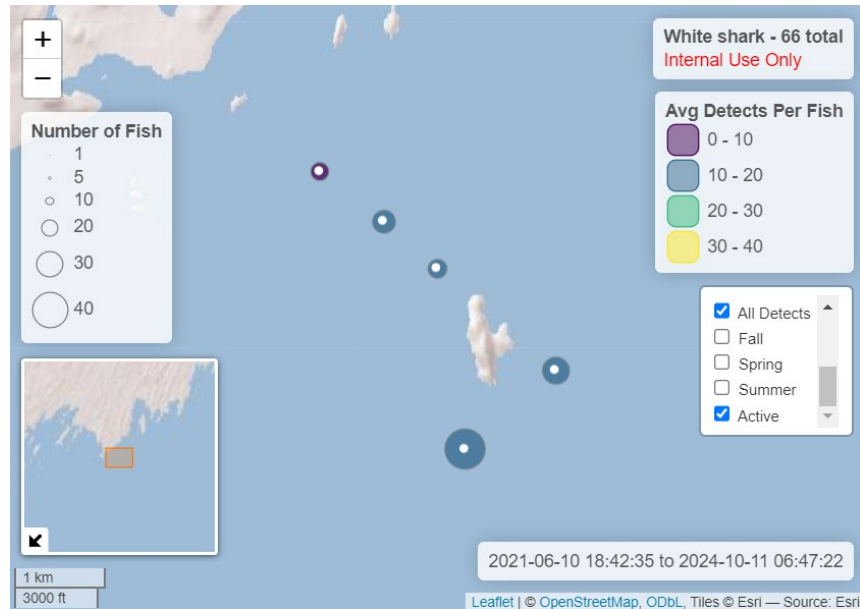 +
−
White shark - 66 total
Internal Use Only
Number of Fish
1
5
10
20
30
40
Avg Detects Per Fish
0 - 10
10 - 20
20 - 30
30 - 40
All Detects
Fall
Spring
Summer
Active
2021-06-10 18:42:35 to 2024-10-11 06:47:22
1 km
3000 ft
Leaflet | © OpenStreetMap, ODbL, Tiles © Esri — Source: Esri